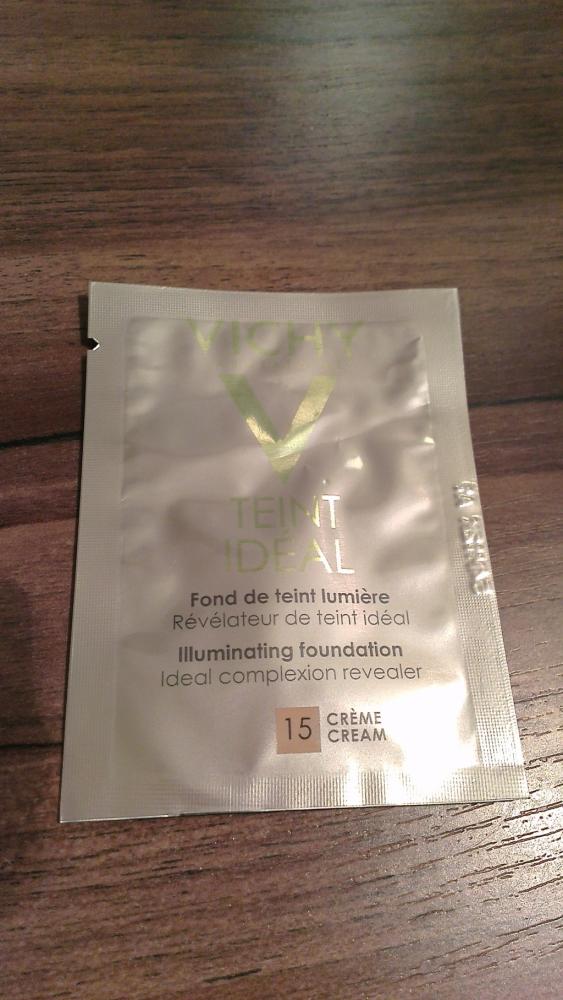 VICHY
V
TEINT
IDÉAL
Fond de teint lumière
Révélateur de teint idéal
Illuminating foundation
Ideal complexion revealer
15 CRÈME
CREAM